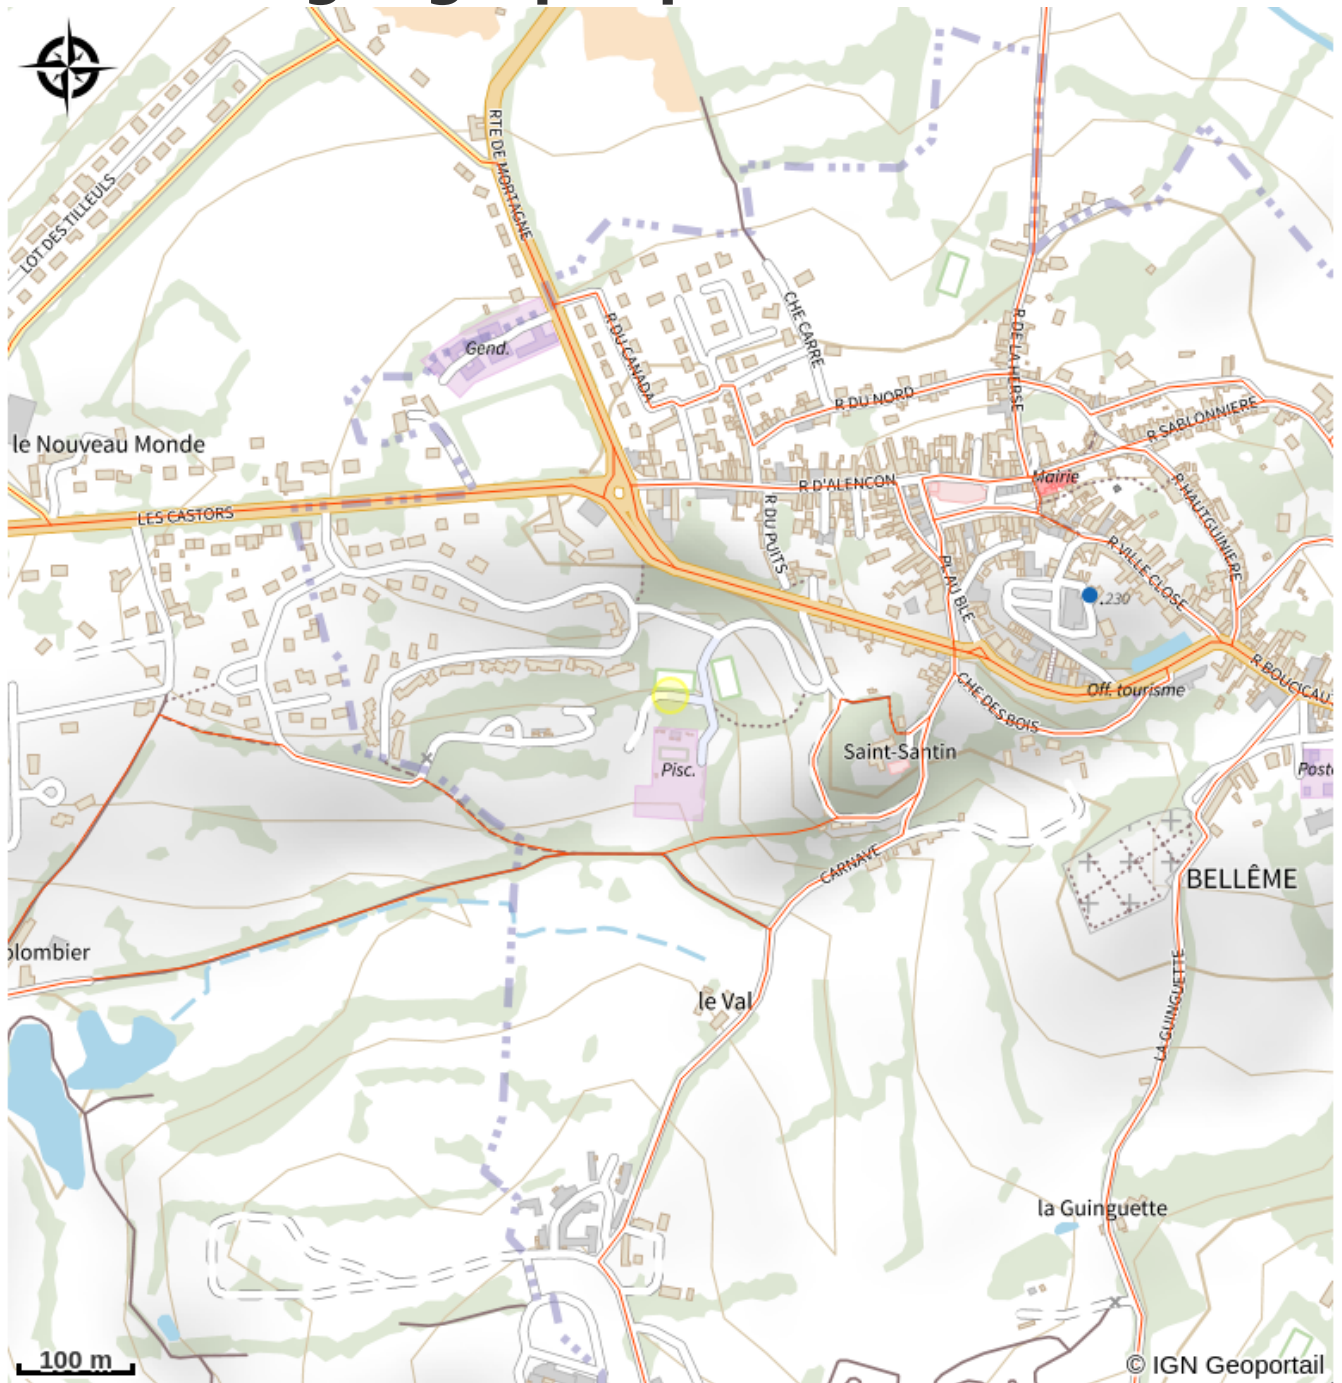 RTE DE MORTAGNE
LOT DES TILLEULS
CHE CARRE
R DU CANADA
Gend.
R DE LA HERSE
R DU NORD
R SABLONNIERE
le Nouveau Monde
Mairie
R D'ALENCON
R HAUTGUINIERE
LES CASTORS
R DU PUITS
R VILLE CLOSE
PL AU BLE
.230
R BOUCICAU
Off. tourisme
CHE DES BOIS
Saint-Santin
Pisc.
Post
CARNAVE
BELLÊME
olombier
le Val
LA GUINGUETTE
la Guinguette
100 m
© IGN Geoportail